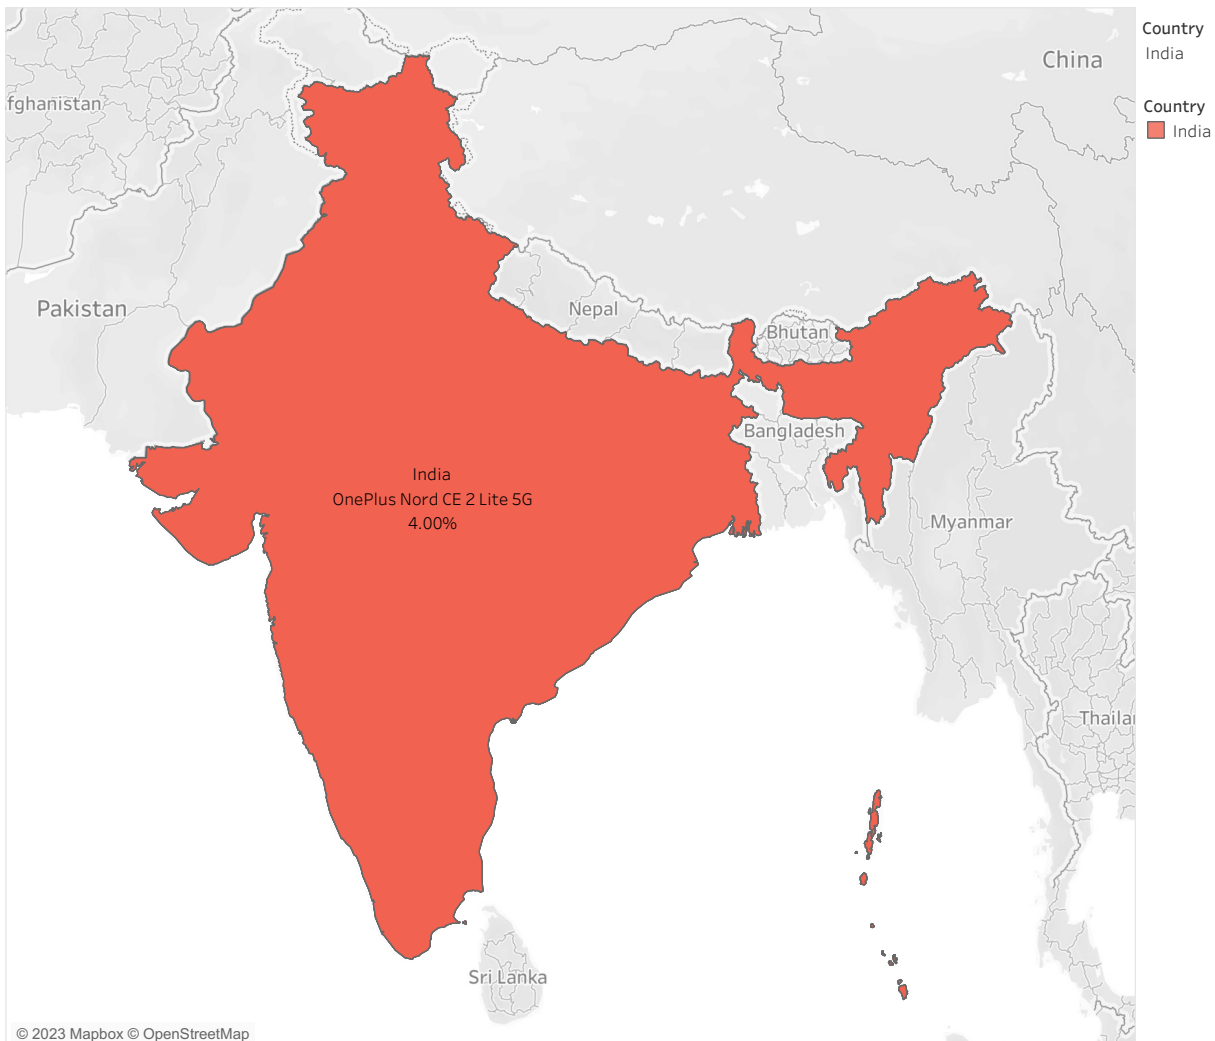 Country
India
Country
India
China
fghanistan
Pakistan
Nepal
Bhutan
Bangladesh
India
OnePlus Nord CE 2 Lite 5G
4.00%
Myanmar
Thailar
Sri Lanka
© 2023 Mapbox © OpenStreetMap